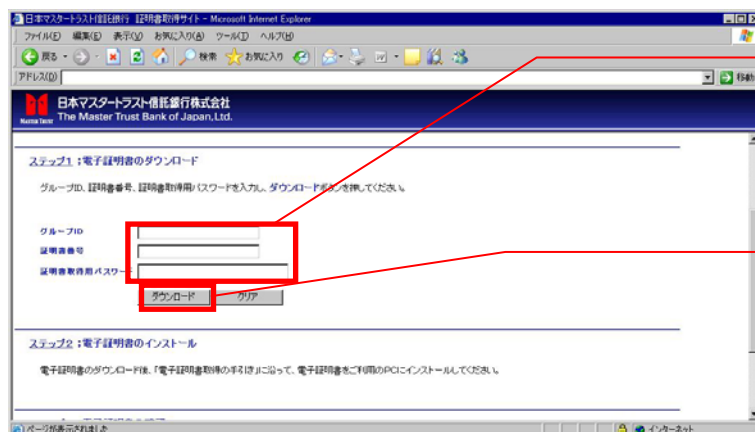 日本マスタートラスト信託銀行 証明書取得サイト - Microsoft Internet Explorer
ファイル(F) 編集(E) 表示(V) お気に入り(A) ツール(T) ヘルプ(H)
戻る 検索 お気に入り
アドレス(D) 移動
日本マスタートラスト信託銀行株式会社
Master Trust The Master Trust Bank of Japan,Ltd.
ステップ1:電子証明書のダウンロード
グループID、証明書番号、証明書取得用パスワードを入力し、ダウンロードボタンを押してください。
グループID
証明書番号
証明書取得用パスワード
ダウンロード クリア
ステップ2:電子証明書のインストール
電子証明書のダウンロード後、「電子証明書取得の手引き」に沿って、電子証明書をご利用のPCにインストールしてください。
ページが表示されました インターネット